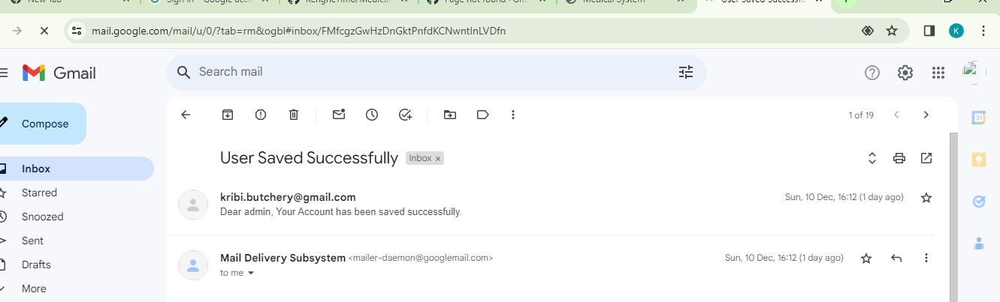 New Tab
Sign in - Google acco
Page not found · Git
Medical System
User Saved Successfu
mail.google.com/mail/u/0/?tab=rm&ogbl#inbox/FMfcgzGwHzDnGktPnfdKCNwntlnLVDfn
K
Gmail
Search mail
Compose
1 of 19
31
User Saved Successfully Inbox ×
Inbox
kribi.butchery@gmail.com Sun, 10 Dec, 16:12 (1 day ago)
Starred
Dear admin, Your Account has been saved successfully.
Snoozed
Sent
Mail Delivery Subsystem <mailer-daemon@googlemail.com> Sun, 10 Dec, 16:12 (1 day ago)
Drafts
to me
More